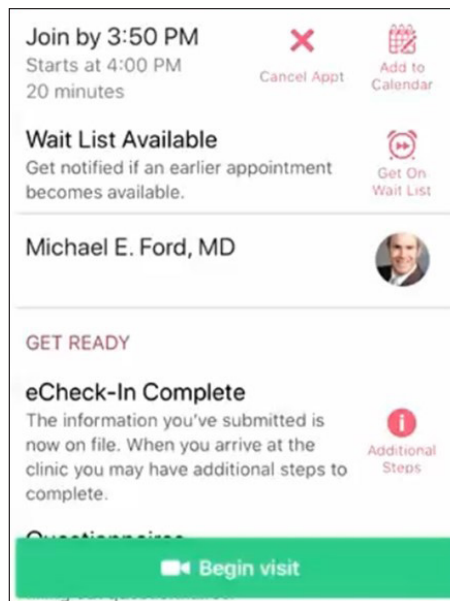 Join by 3:50 PM
Starts at 4:00 PM
20 minutes
Cancel Appt
Add to
Calendar
Wait List Available
Get notified if an earlier appointment
becomes available.
Get On
Wait List
Michael E. Ford, MD
GET READY
eCheck-In Complete
The information you've submitted is
now on file. When you arrive at the
clinic you may have additional steps to
complete.
Additional
Steps
Questionnaires
Begin visit